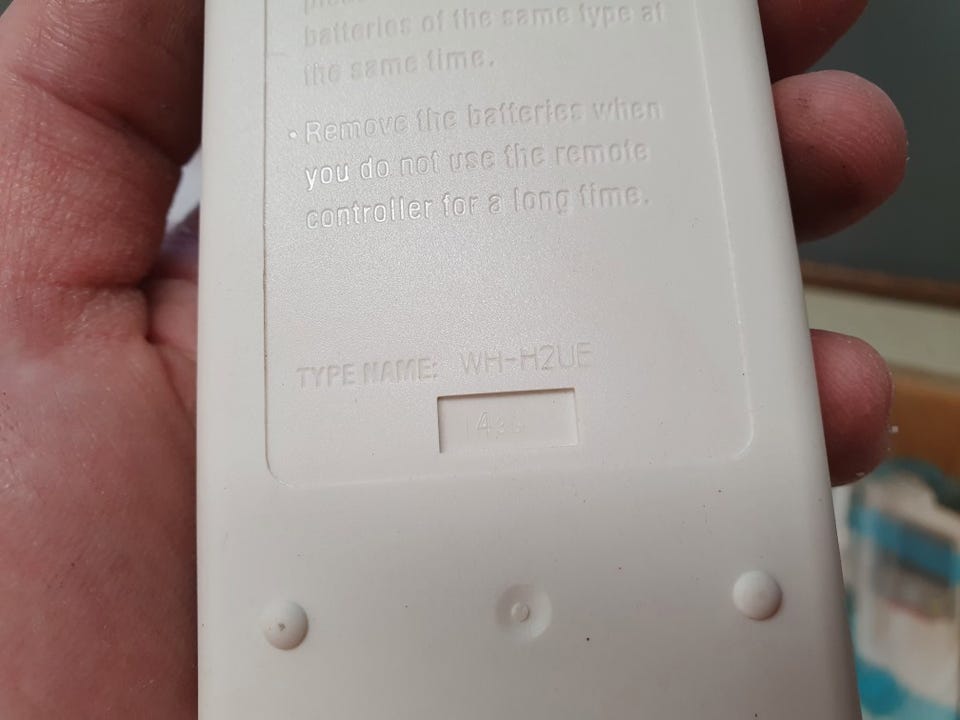 batteries of the same type at
the same time.
• Remove the batteries when
you do not use the remote
controller for a long time.
TYPE NAME: WH-H2UE